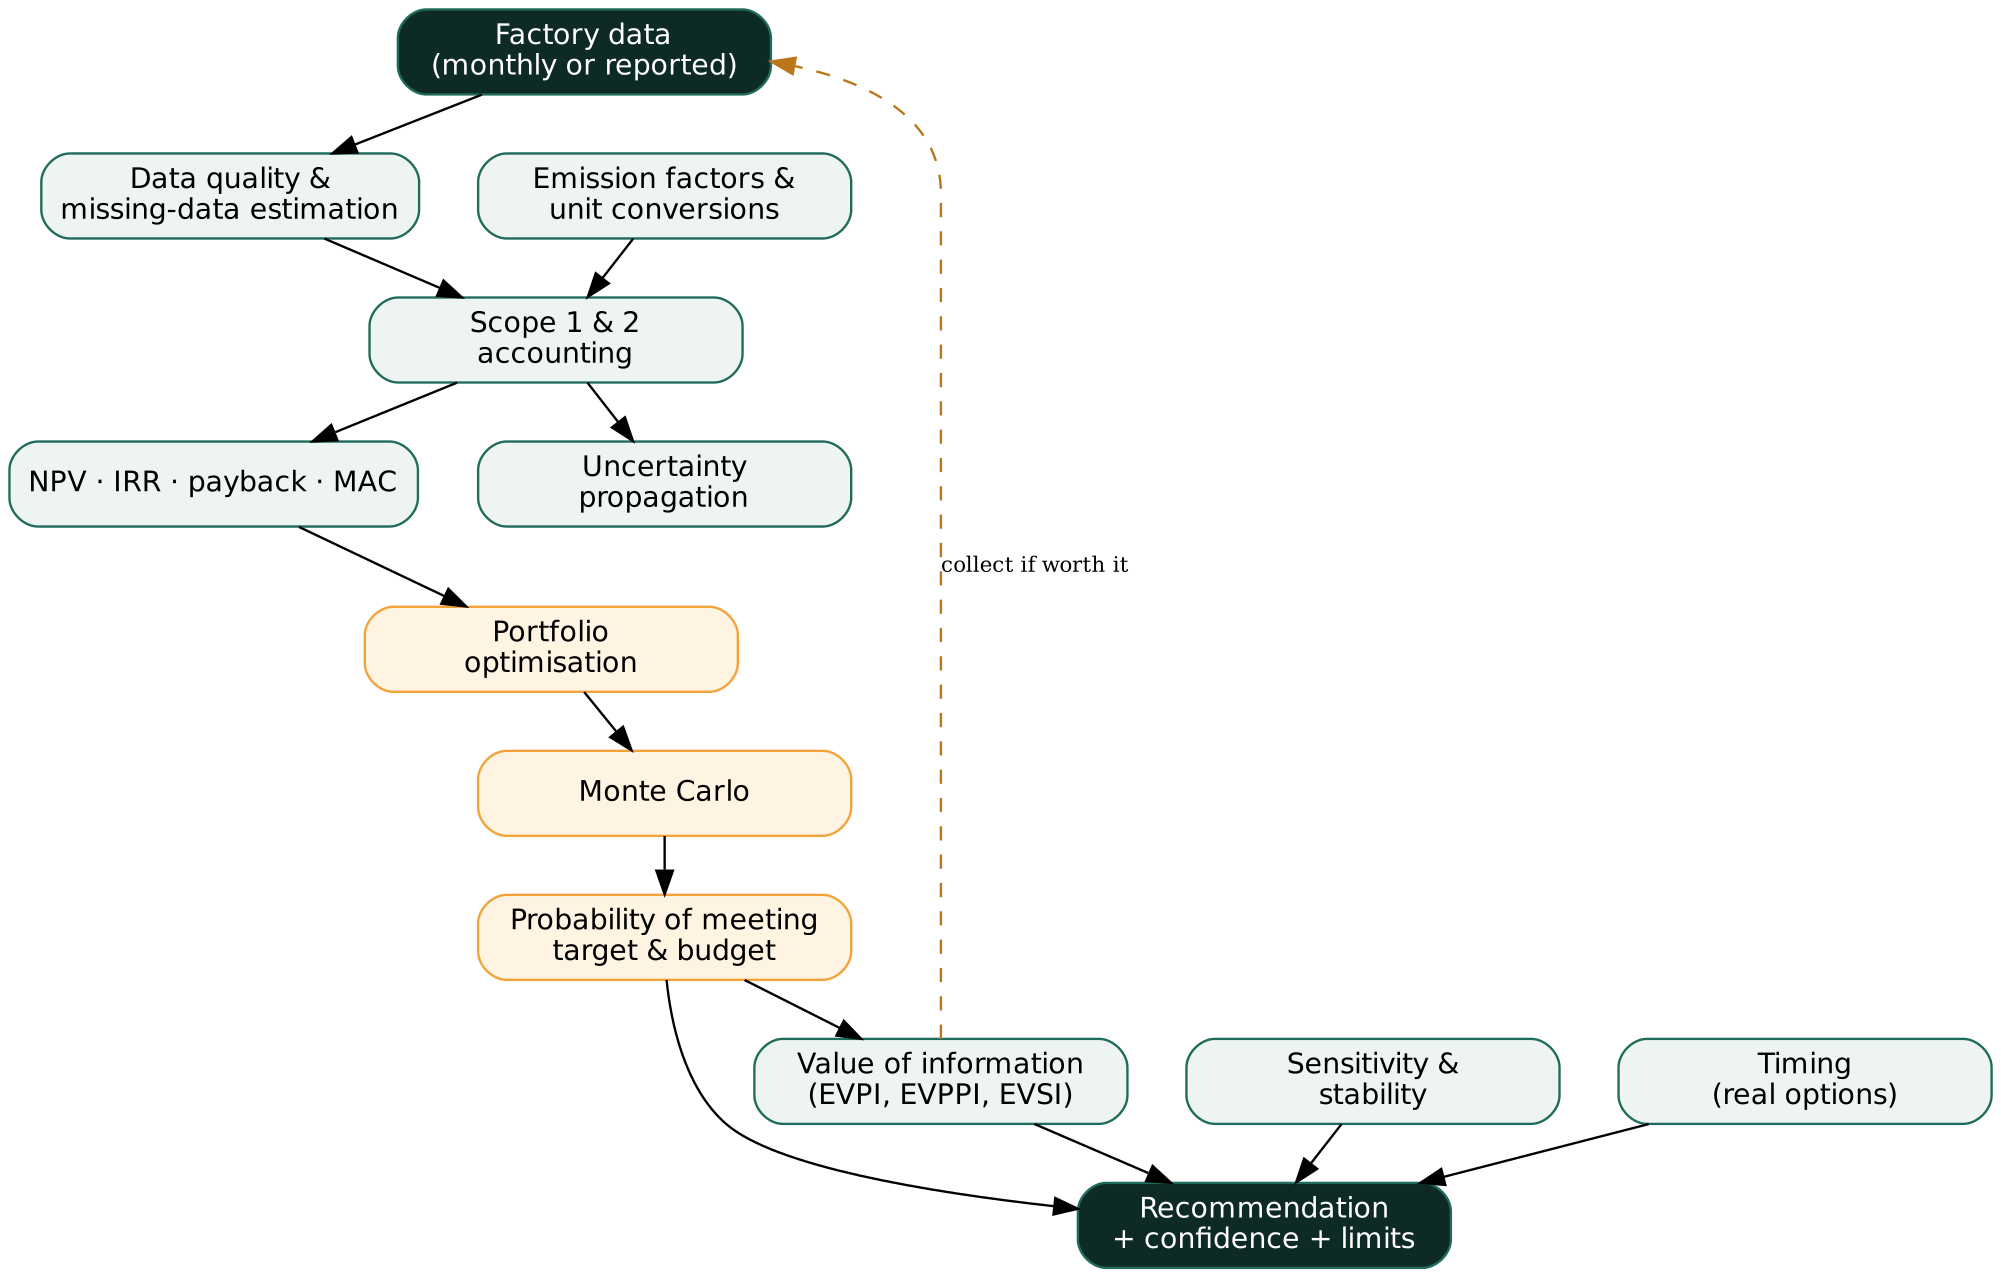 Factory data
(monthly or reported)
Data quality &
missing-data estimation
Emission factors &
unit conversions
Scope 1 & 2
accounting
NPV · IRR · payback · MAC
Uncertainty
propagation
collect if worth it
Portfolio
optimisation
Monte Carlo
Probability of meeting
target & budget
Value of information
(EVPI, EVPPI, EVSI)
Sensitivity &
stability
Timing
(real options)
Recommendation
+ confidence + limits